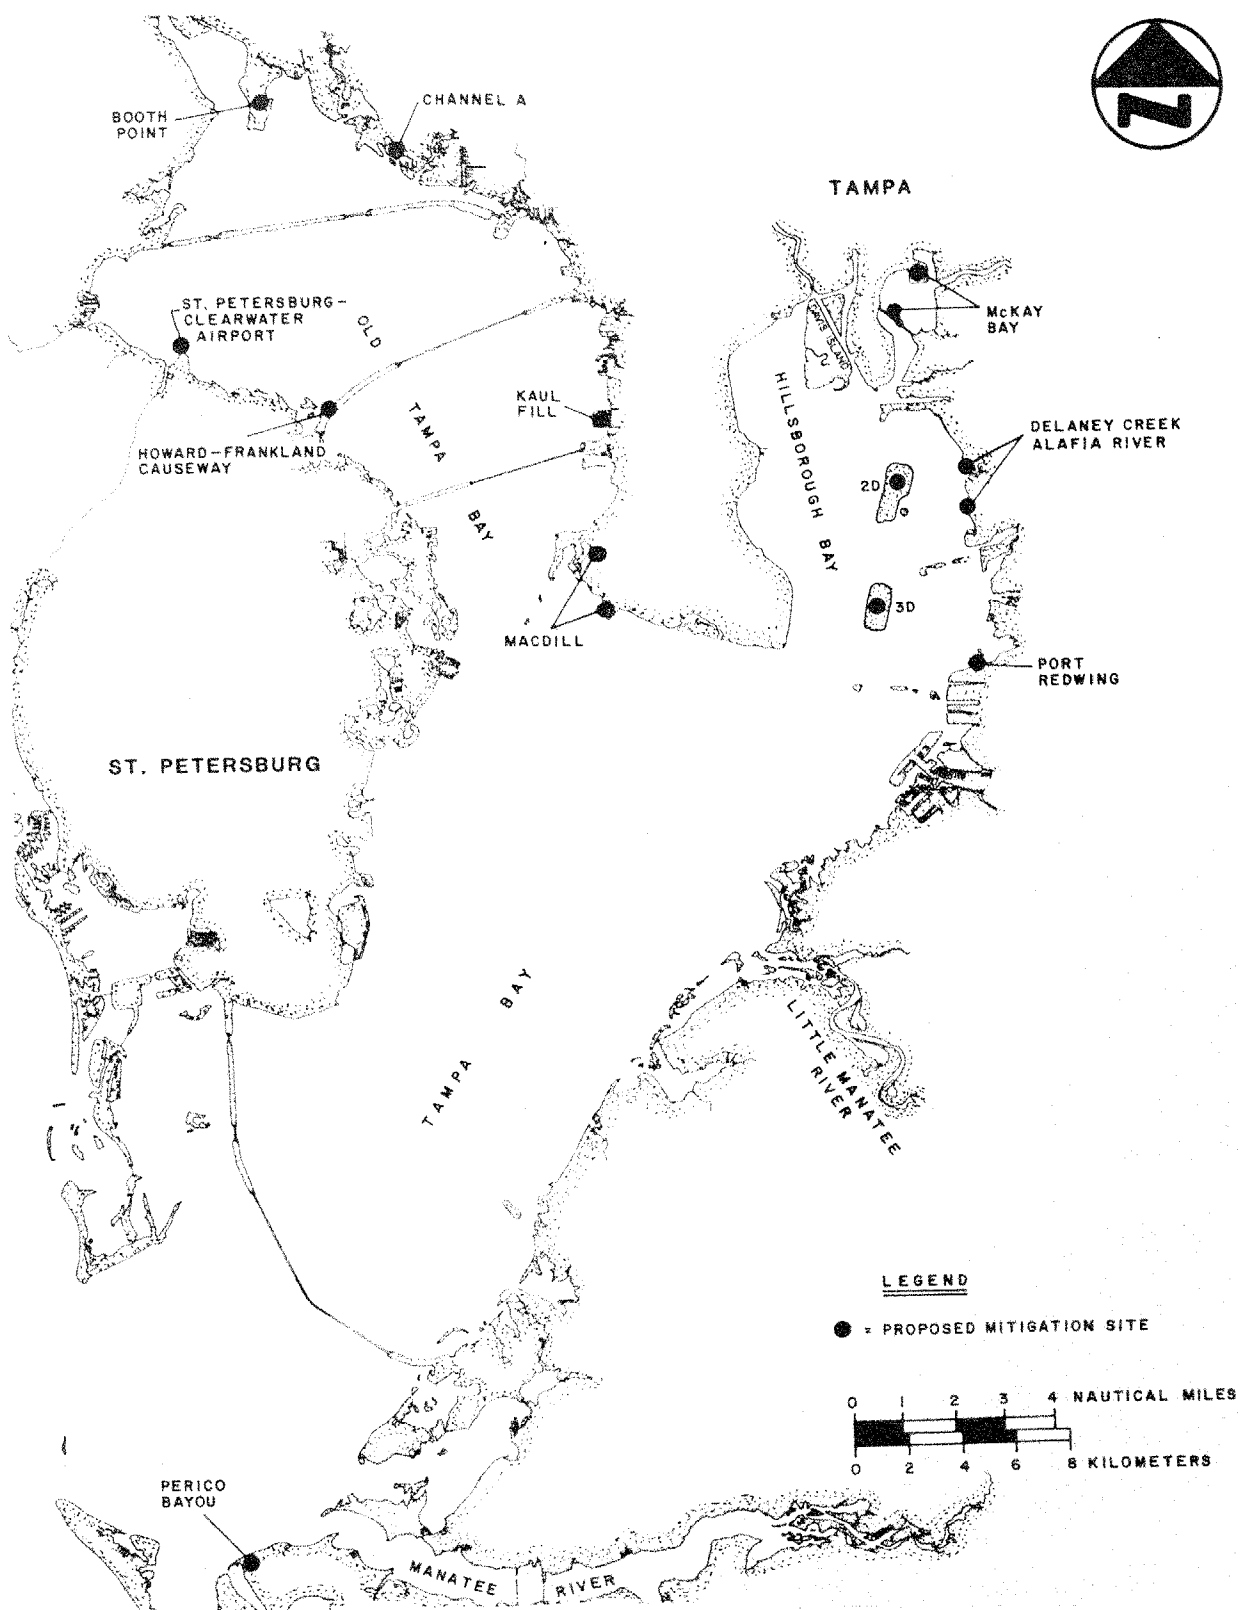 CHANNEL A
BOOTH
POINT
N
TAMPA
ST. PETERSBURG-
CLEARWATER
AIRPORT
OLD
TAMPA
BAY
McKAY
BAY
DAVIS ISLAND
KAUL
FILL
HILLSBOROUGH BAY
DELANEY CREEK
ALAFIA RIVER
HOWARD-FRANKLAND
CAUSEWAY
2D
3D
MACDILL
PORT
REDWING
ST. PETERSBURG
TAMPA BAY
LITTLE MANATEE
RIVER
LEGEND
= PROPOSED MITIGATION SITE
0 1 2 3 4 NAUTICAL MILES
0 2 4 6 8 KILOMETERS
PERICO
BAYOU
MANATEE RIVER